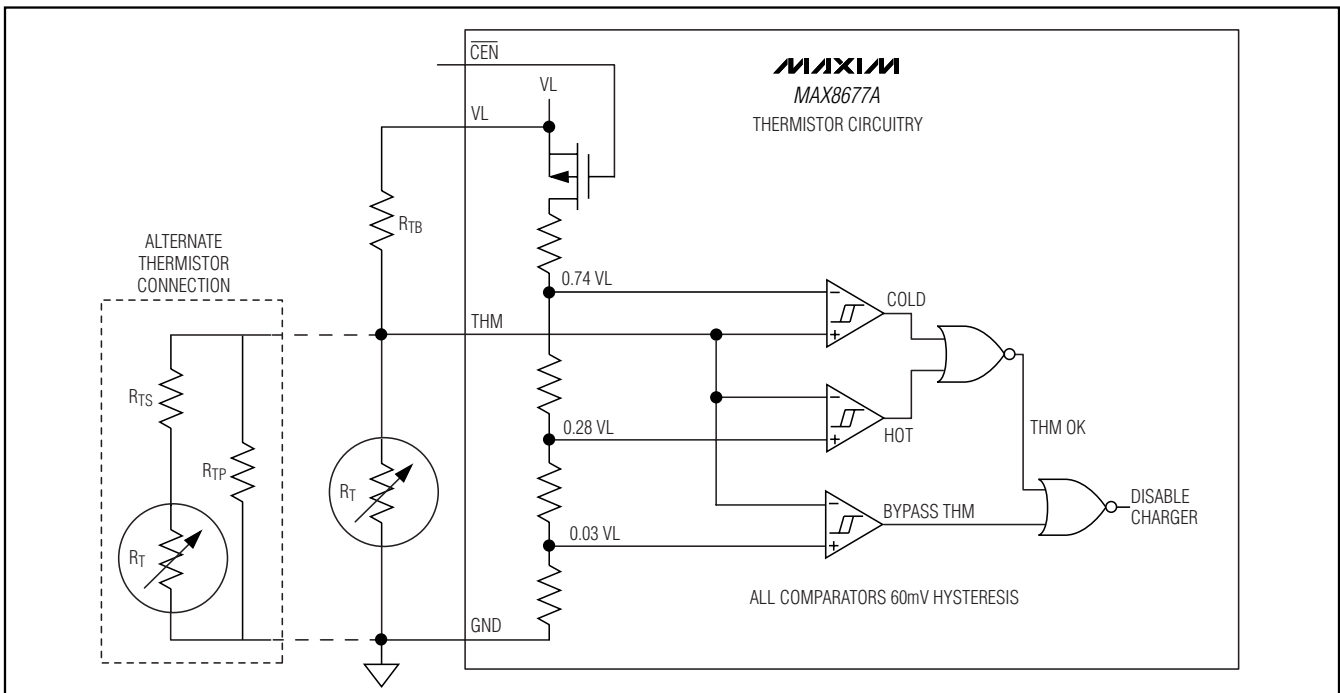 CEN
MAXIM
MAX8677A
THERMISTOR CIRCUITRY
VL
VL
RTB
ALTERNATE
THERMISTOR
CONNECTION
0.74 VL
COLD
THM
RTS
RTP
RT
RT
0.28 VL
HOT
THM OK
0.03 VL
BYPASS THM
DISABLE
CHARGER
ALL COMPARATORS 60mV HYSTERESIS
GND